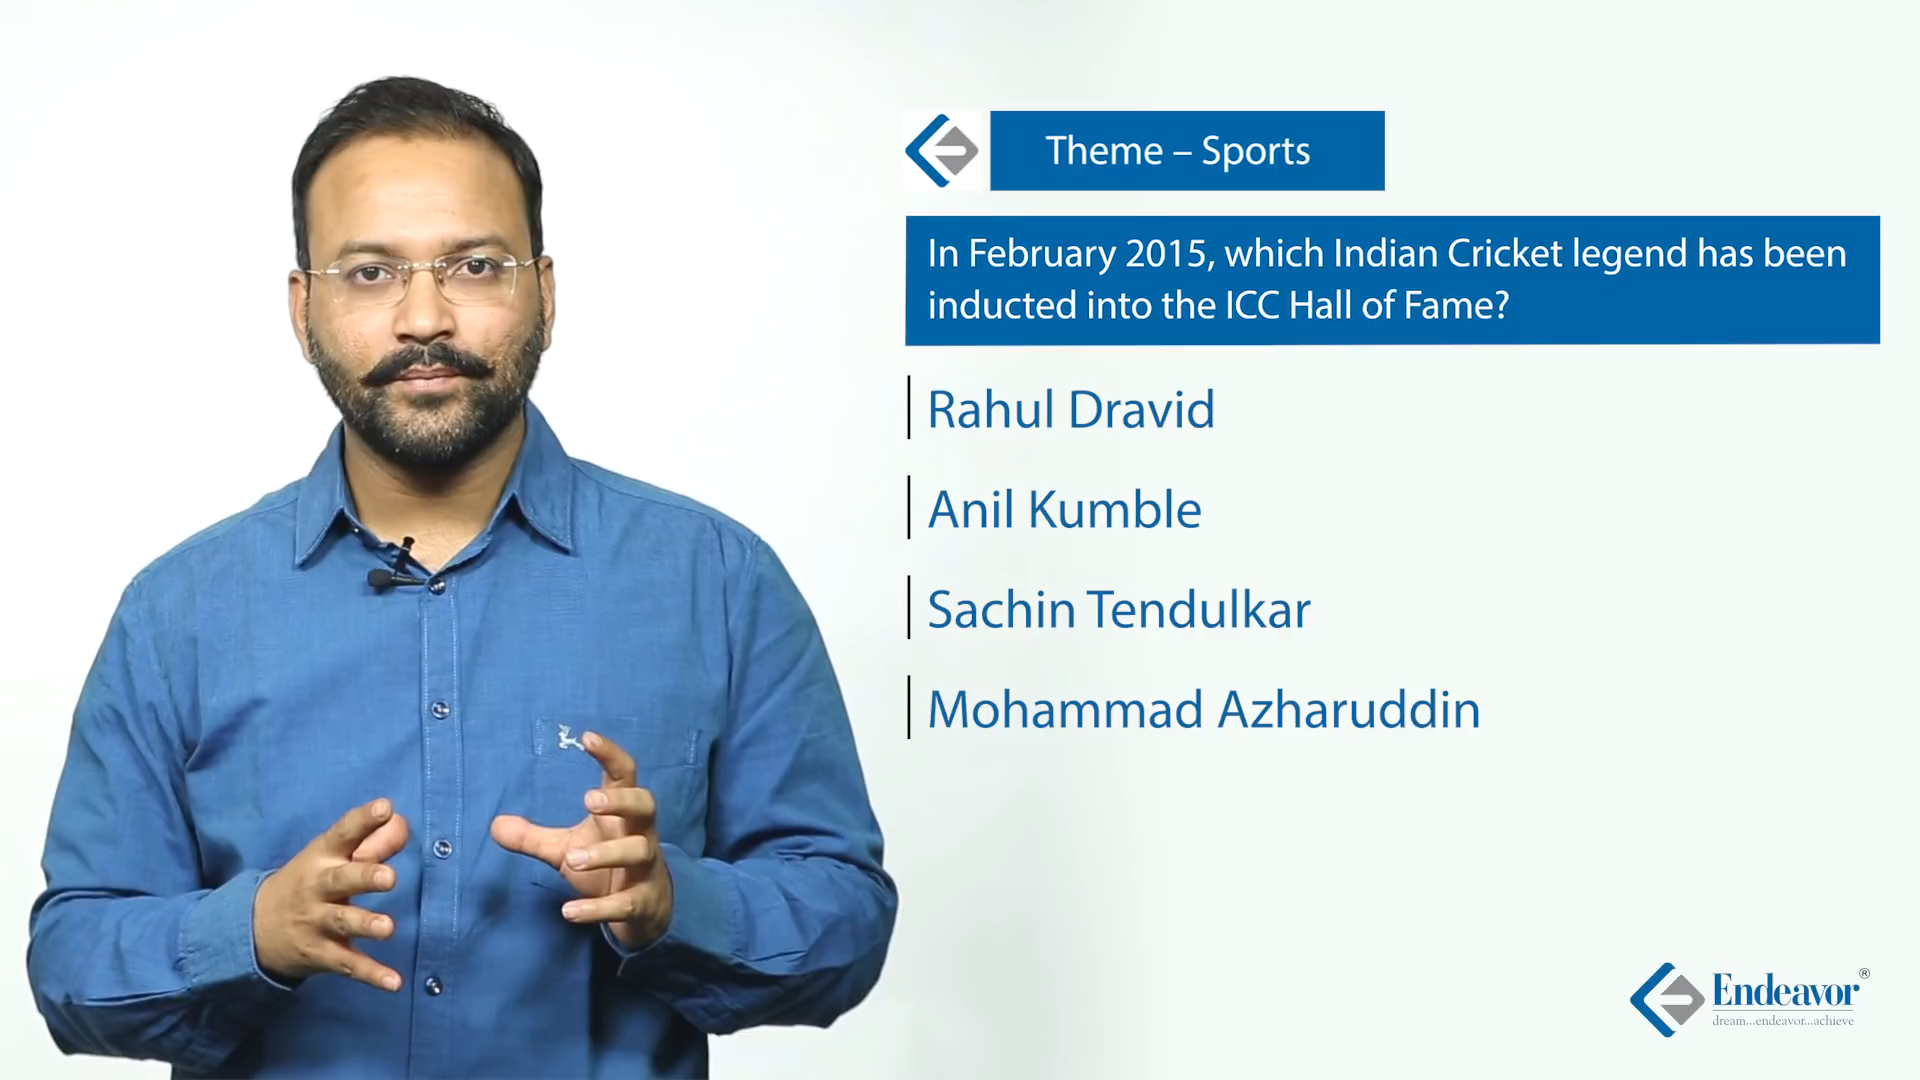 Theme – Sports
In February 2015, which Indian Cricket legend has been
inducted into the ICC Hall of Fame?
Rahul Dravid
Anil Kumble
Sachin Tendulkar
Mohammad Azharuddin
Endeavor®
dream...endeavor...achieve